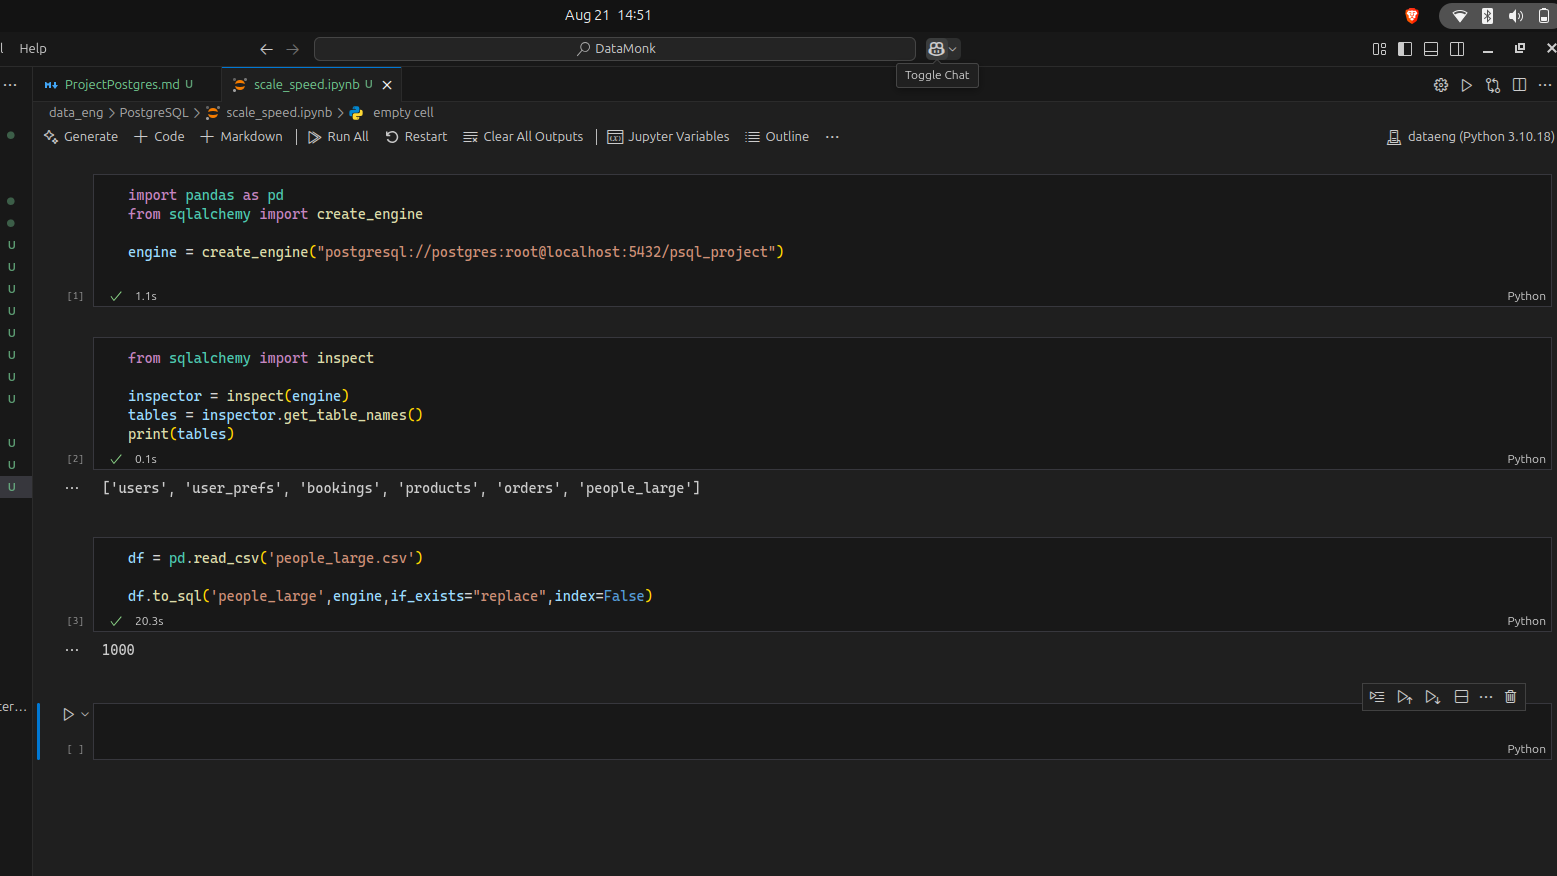 Aug 21 14:51
Help
DataMonk
Toggle Chat
ProjectPostgres.md U
scale_speed.ipynb U
data_eng > PostgreSQL > scale_speed.ipynb > empty cell
Generate + Code + Markdown | Run All Restart Clear All Outputs | Jupyter Variables Outline ...
dataeng (Python 3.10.18)
import pandas as pd
from sqlalchemy import create_engine
engine = create_engine("postgresql://postgres:root@localhost:5432/psql_project")
[1] 1.1s Python
U
U
U
U
U
U
U
U
U
U
U
from sqlalchemy import inspect
inspector = inspect(engine)
tables = inspector.get_table_names()
print(tables)
[2] 0.1s Python
['users', 'user_prefs', 'bookings', 'products', 'orders', 'people_large']
df = pd.read_csv('people_large.csv')
df.to_sql('people_large',engine,if_exists="replace",index=False)
[3] 20.3s Python
1000
ter...
[ ] Python